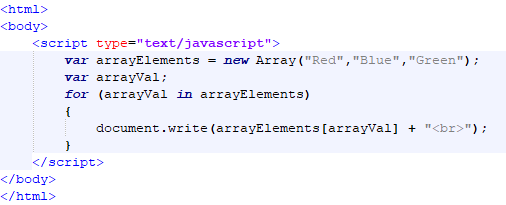 <html>
<body>
<script type="text/javascript">
var arrayElements = new Array("Red","Blue","Green");
var arrayVal;
for (arrayVal in arrayElements)
{
document.write(arrayElements[arrayVal] + "<br>");
}
</script>
</body>
</html>